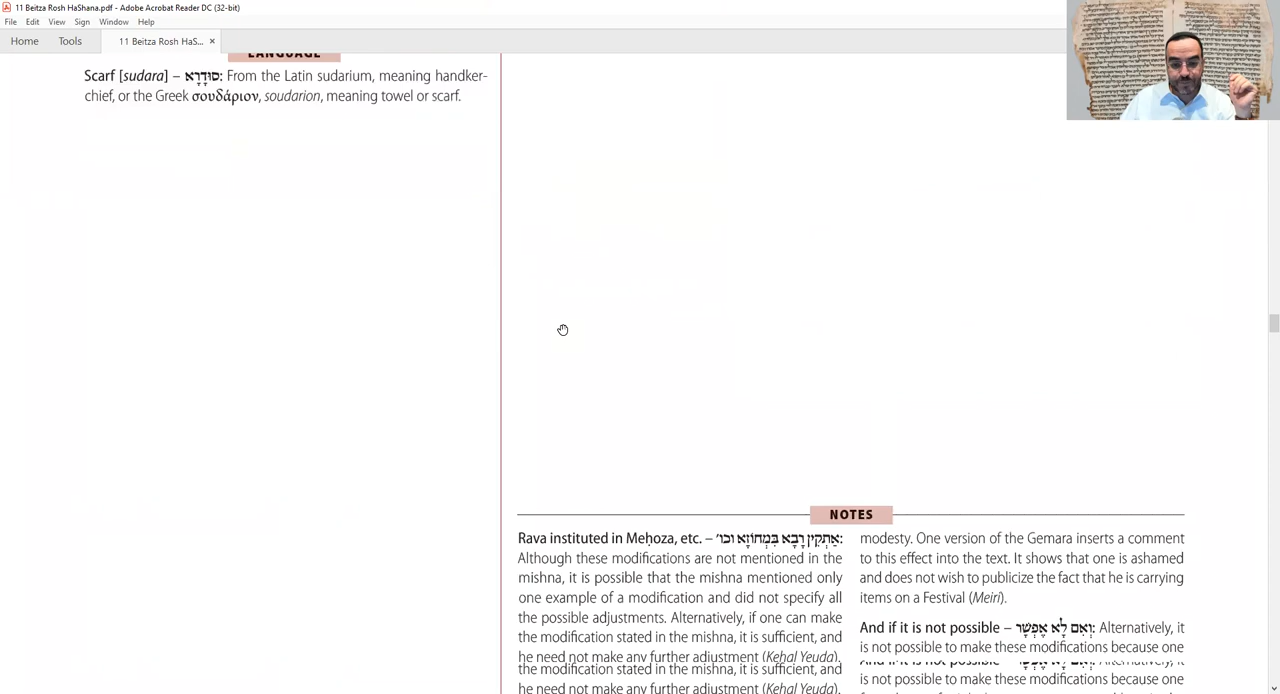 11 Beitza Rosh HaShana.pdf - Adobe Acrobat Reader DC (32-bit)
File Edit View Sign Window Help
Home Tools 11 Beitza Rosh HaS... ×
LANGUAGE
Scarf [sudara] – סוּדָרָא: From the Latin sudarium, meaning handker-
chief, or the Greek σουδάριον, soudarion, meaning towel or scarf.
NOTES
Rava instituted in Meḥoza, etc. – אַתְקִין רָבָא בִּמְחוֹזָא וכו׳:
Although these modifications are not mentioned in the
mishna, it is possible that the mishna mentioned only
one example of a modification and did not specify all
the possible adjustments. Alternatively, if one can make
the modification stated in the mishna, it is sufficient, and
he need not make any further adjustment (Kehal Yeuda).
the modification stated in the mishna, it is sufficient, and
he need not make any further adjustment (Kehal Yeuda).
modesty. One version of the Gemara inserts a comment
to this effect into the text. It shows that one is ashamed
and does not wish to publicize the fact that he is carrying
items on a Festival (Meiri).
And if it is not possible – וְאִם לָא אֶפְשָׁר: Alternatively, it
is not possible to make these modifications because one
And if it is not possible – וְאִם לָא אֶפְשָׁר: Alternatively, it
is not possible to make these modifications because one